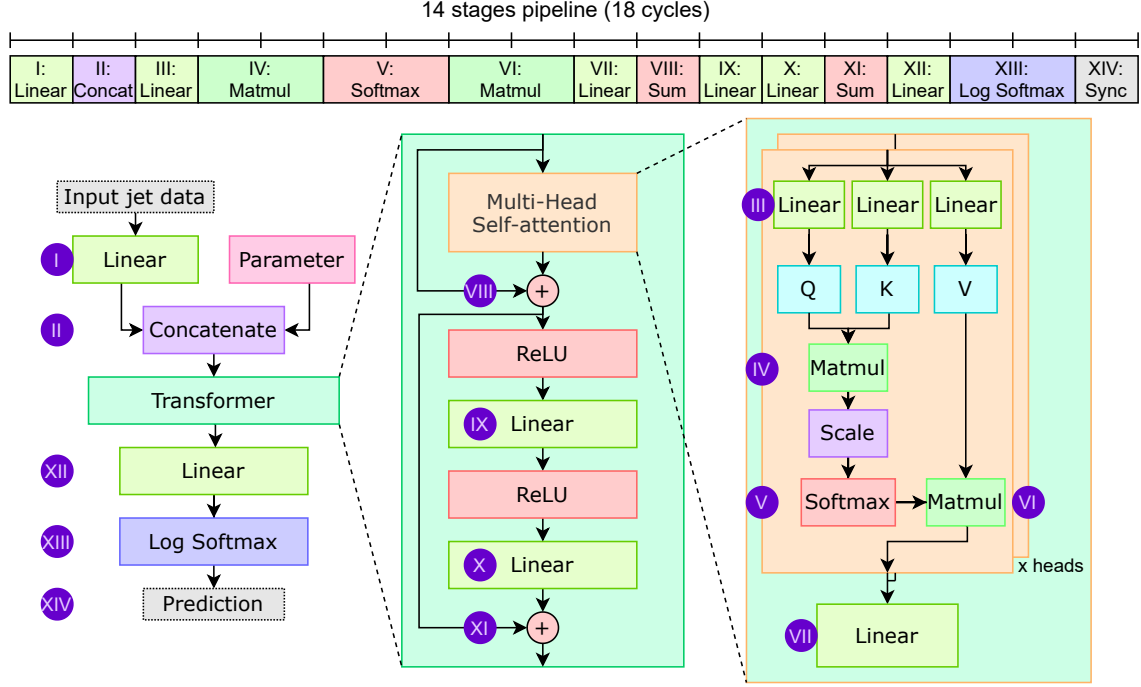 14 stages pipeline (18 cycles)
I:
Linear
II:
Concat
III:
Linear
IV:
Matmul
V:
Softmax
VI:
Matmul
VII:
Linear
VIII:
Sum
IX:
Linear
X:
Linear
XI:
Sum
XII:
Linear
XIII:
Log Softmax
XIV:
Sync
Input jet data
I
Linear
Parameter
II
Concatenate
Transformer
XII
Linear
XIII
Log Softmax
XIV
Prediction
Multi-Head
Self-attention
VIII
+
ReLU
IX
Linear
ReLU
X
Linear
XI
+
III
Linear
Linear
Linear
Q
K
V
IV
Matmul
Scale
V
Softmax
Matmul
VI
x heads
VII
Linear